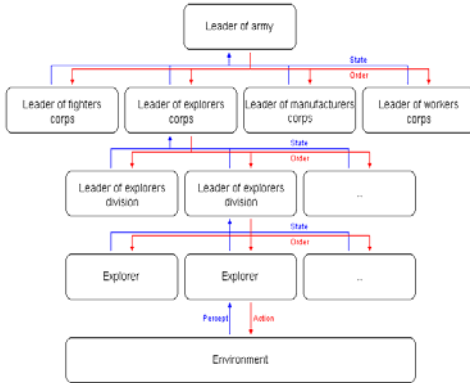 Leader of army
State
Order
Leader of fighters
corps
Leader of explorers
corps
Leader of manufacturers
corps
Leader of workers
corps
State
Order
Leader of explorers
division
Leader of explorers
division
...
State
Order
Explorer
Explorer
...
Percept
Action
Environment